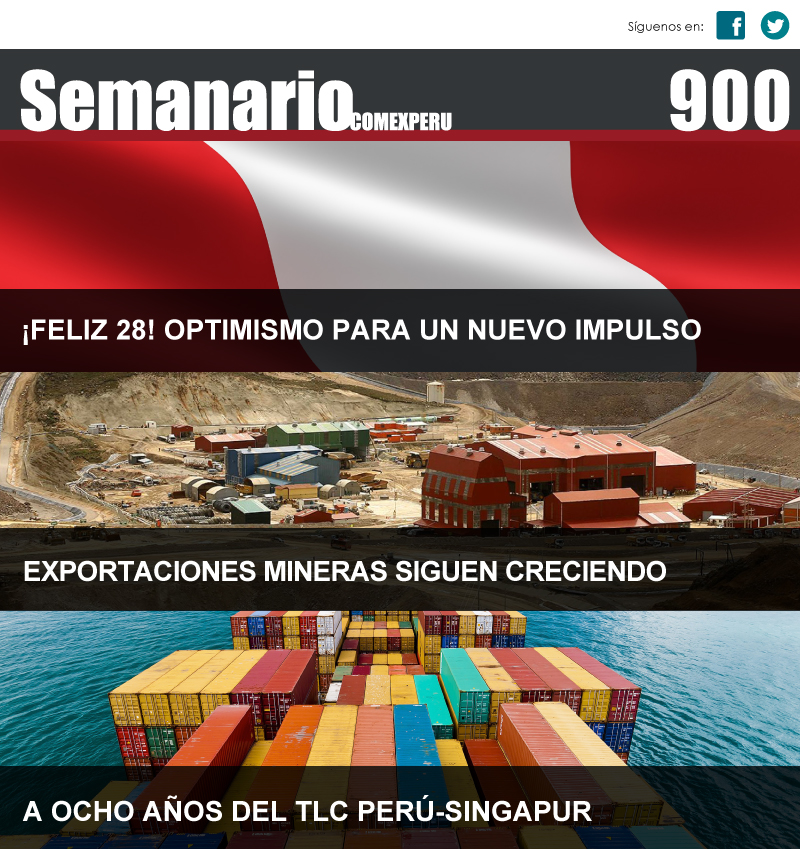 Síguenos en:
Semanario COMEXPERU 900
¡FELIZ 28! OPTIMISMO PARA UN NUEVO IMPULSO
EXPORTACIONES MINERAS SIGUEN CRECIENDO
A OCHO AÑOS DEL TLC PERÚ-SINGAPUR